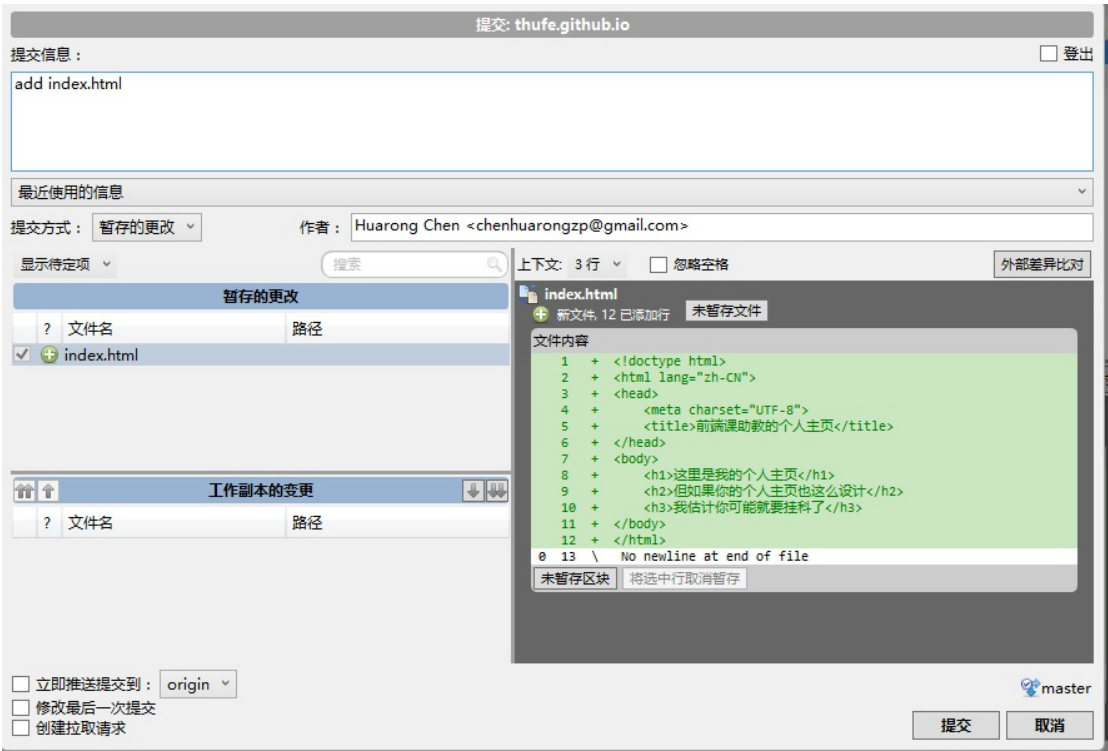 提交: thufe.github.io
提交信息：
登出
add index.html
最近使用的信息
提交方式： 暂存的更改 作者： Huarong Chen <chenhuarongzp@gmail.com>
显示待定项 搜索 上下文: 3 行 忽略空格 外部差异比对
暂存的更改
? 文件名 路径
index.html
工作副本的变更
? 文件名 路径
index.html
新文件, 12 已添加行 未暂存文件
文件内容
1 + <!doctype html>
2 + <html lang="zh-CN">
3 + <head>
4 + <meta charset="UTF-8">
5 + <title>前端课助教的个人主页</title>
6 + </head>
7 + <body>
8 + <h1>这里是我的个人主页</h1>
9 + <h2>但如果你的个人主页也这么设计</h2>
10 + <h3>我估计你可能就要挂科了</h3>
11 + </body>
12 + </html>
0 13 \ No newline at end of file
未暂存区块 将选中行取消暂存
立即推送提交到： origin
修改最后一次提交
创建拉取请求
master
提交 取消